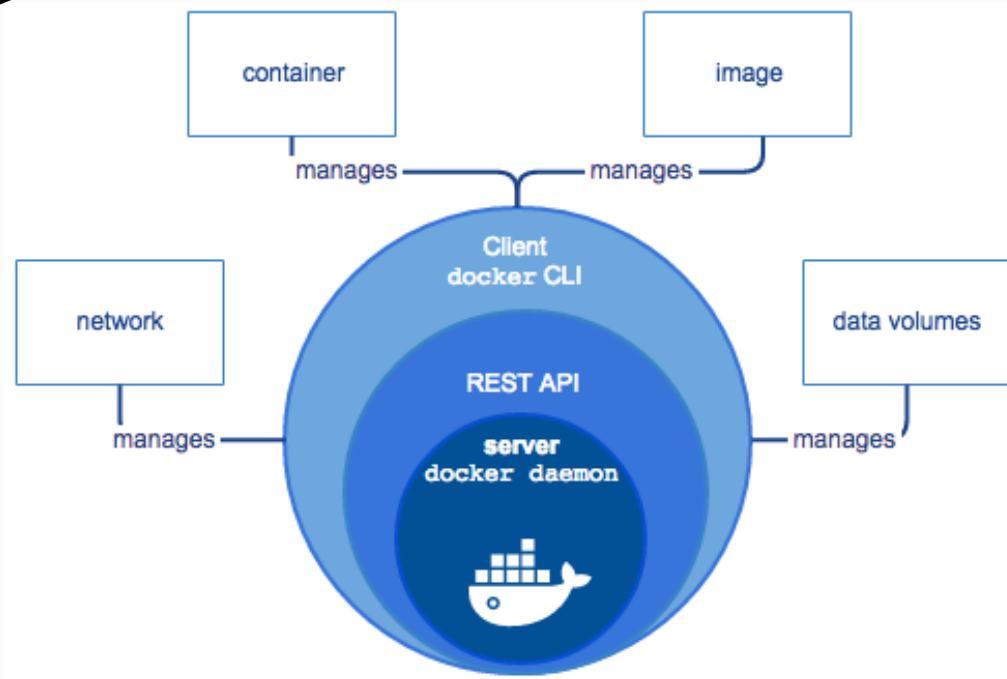 container
image
manages
manages
Client
docker CLI
network
data volumes
REST API
manages
manages
server
docker daemon